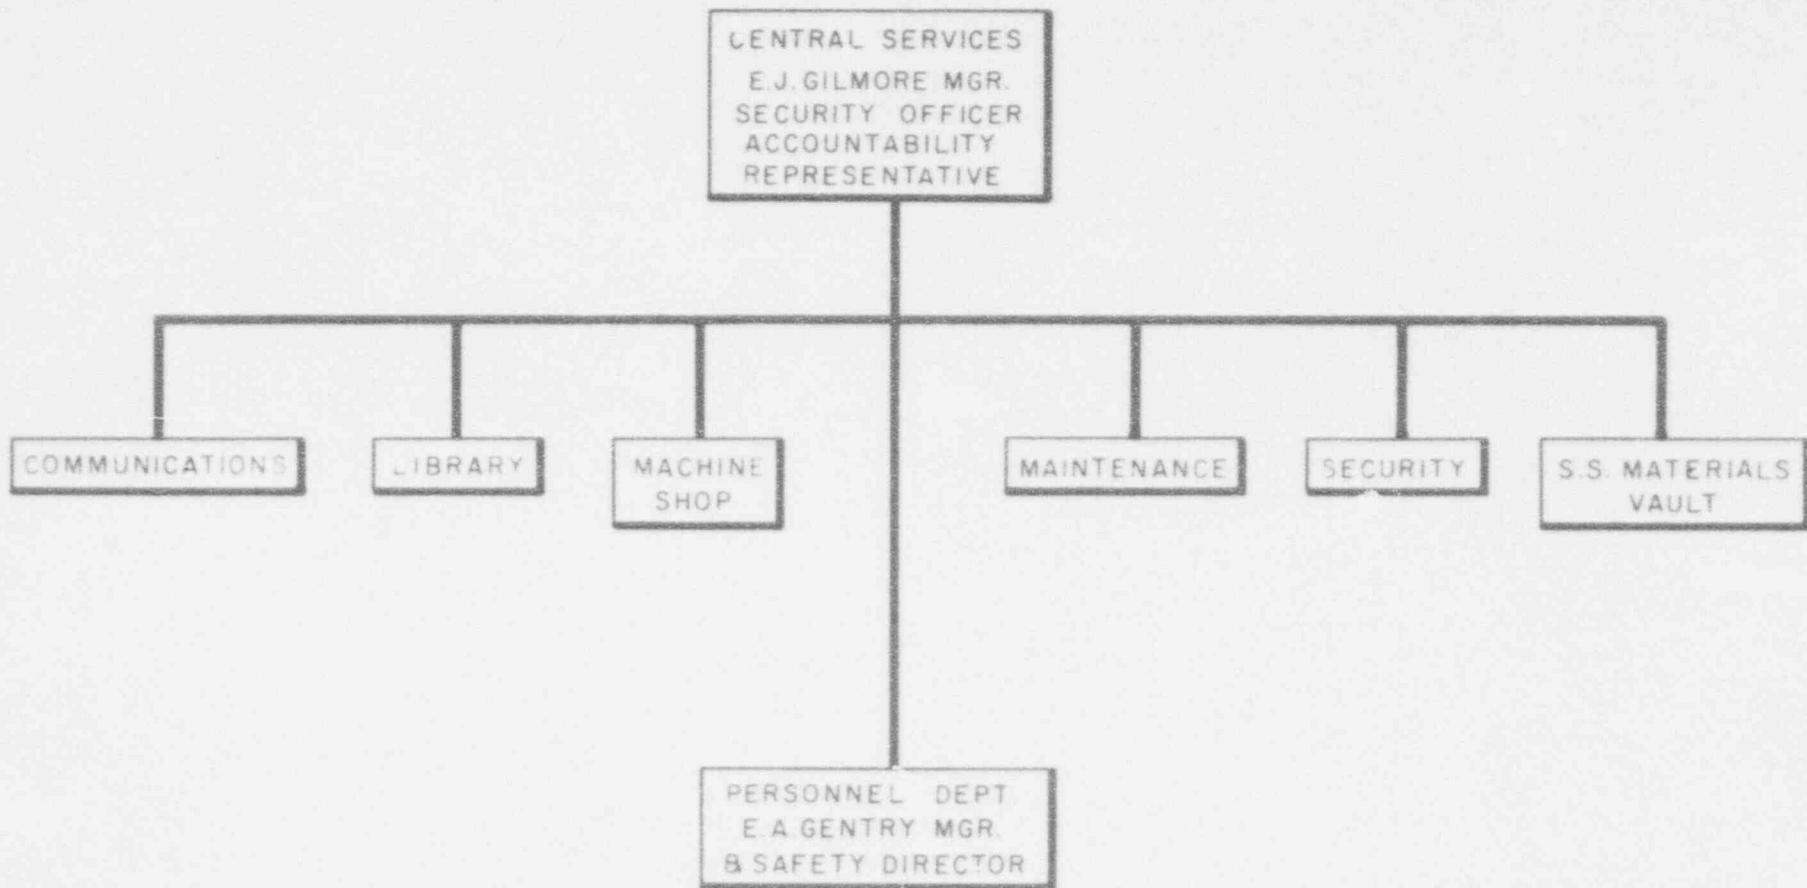 CENTRAL SERVICES
E.J. GILMORE MGR.
SECURITY OFFICER
ACCOUNTABILITY
REPRESENTATIVE
COMMUNICATIONS
LIBRARY
MACHINE
SHOP
MAINTENANCE
SECURITY
S.S. MATERIALS
VAULT
PERSONNEL DEPT
E.A. GENTRY MGR.
& SAFETY DIRECTOR